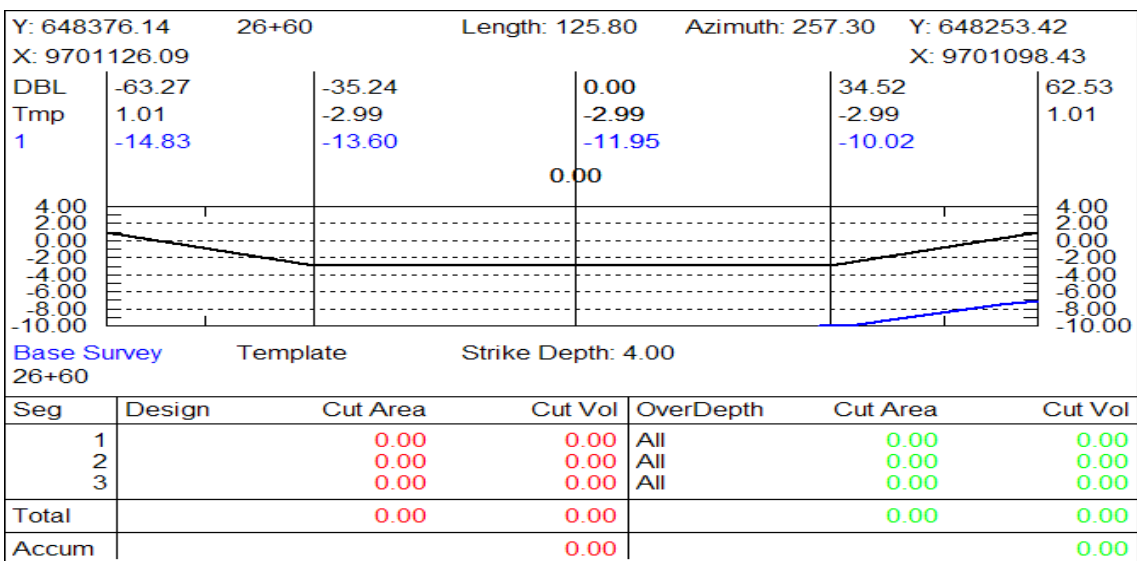 Y: 648376.14 26+60 Length: 125.80 Azimuth: 257.30 Y: 648253.42
X: 9701126.09 X: 9701098.43
DBL -63.27 -35.24 0.00 34.52 62.53
Tmp 1.01 -2.99 -2.99 -2.99 1.01
1 -14.83 -13.60 -11.95 -10.02
0.00
4.00 4.00
2.00 2.00
0.00 0.00
-2.00 -2.00
-4.00 -4.00
-6.00 -6.00
-8.00 -8.00
-10.00 -10.00
Base Survey Template Strike Depth: 4.00
26+60
Seg Design Cut Area Cut Vol OverDepth Cut Area Cut Vol
1 0.00 0.00 All 0.00 0.00
2 0.00 0.00 All 0.00 0.00
3 0.00 0.00 All 0.00 0.00
Total 0.00 0.00 0.00 0.00
Accum 0.00 0.00